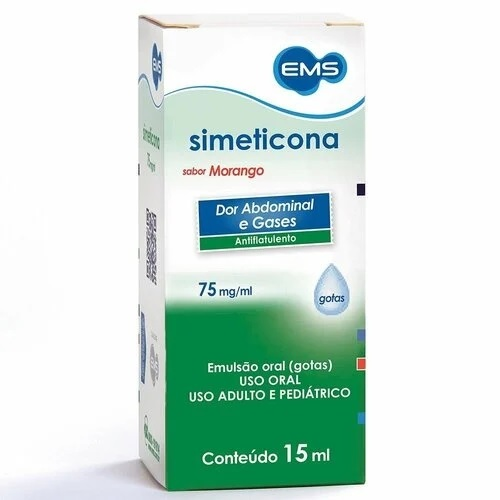 EMS
simeticona
sabor Morango
Dor Abdominal
e Gases
Antiflatulento
75 mg/ml
gotas
Emulsão oral (gotas)
USO ORAL
USO ADULTO E PEDIÁTRICO
Conteúdo 15 ml
simeticona